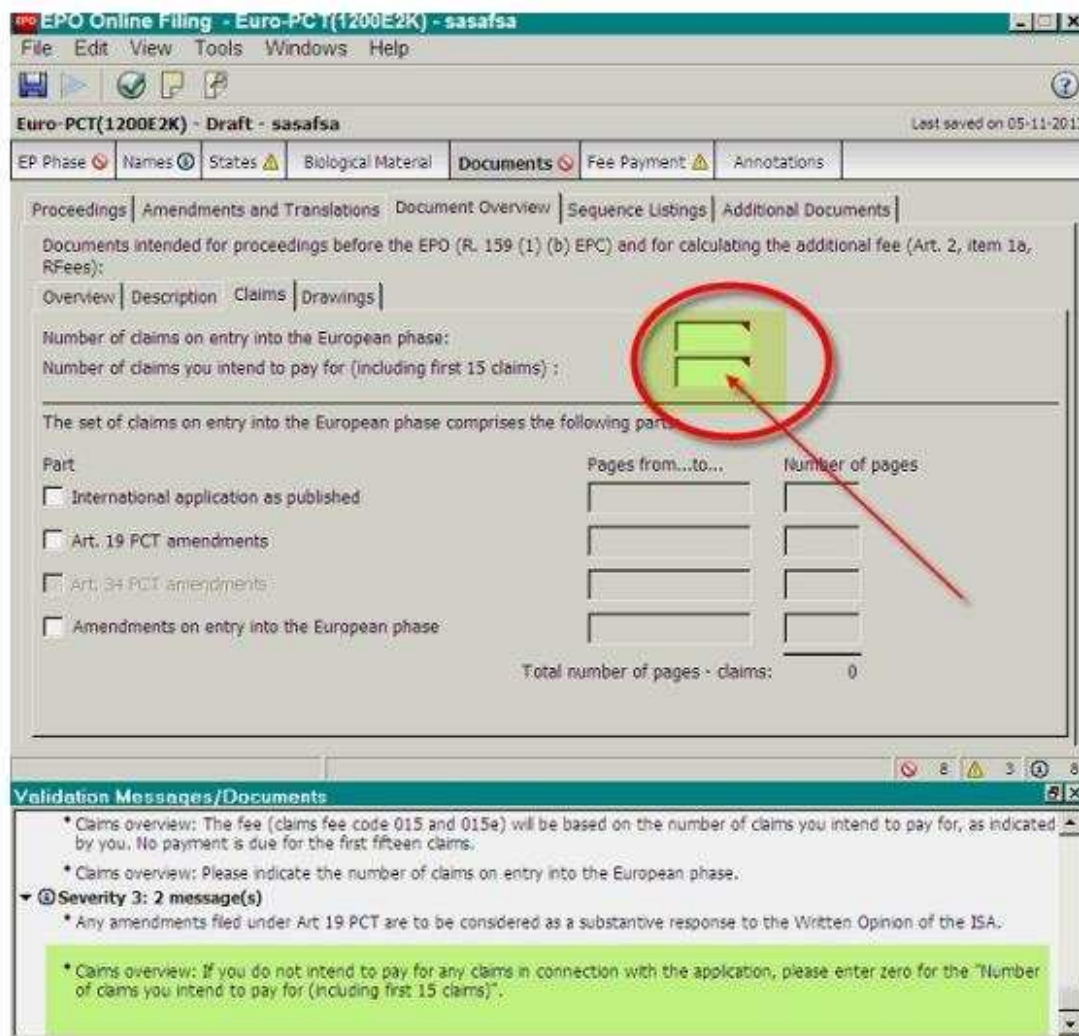 EPO EPO Online Filing - Euro-PCT(1200E2K) - sasafsa
File Edit View Tools Windows Help
Euro-PCT(1200E2K) - Draft - sasafsa Last saved on 05-11-201
EP Phase Names States Biological Material Documents Fee Payment Annotations
Proceedings Amendments and Translations Document Overview Sequence Listings Additional Documents
Documents intended for proceedings before the EPO (R. 159 (1) (b) EPC) and for calculating the additional fee (Art. 2, item 1a,
RFees):
Overview Description Claims Drawings
Number of claims on entry into the European phase:
Number of claims you intend to pay for (including first 15 claims) :
The set of claims on entry into the European phase comprises the following parts
Part Pages from...to... Number of pages
International application as published
Art. 19 PCT amendments
Art. 34 PCT amendments
Amendments on entry into the European phase
Total number of pages - claims: 0
8 3 8
Validation Messages/Documents
* Claims overview: The fee (claims fee code 015 and 015e) will be based on the number of claims you intend to pay for, as indicated
by you. No payment is due for the first fifteen claims.
* Claims overview: Please indicate the number of claims on entry into the European phase.
Severity 3: 2 message(s)
* Any amendments filed under Art 19 PCT are to be considered as a substantive response to the Written Opinion of the ISA.
* Claims overview: If you do not intend to pay for any claims in connection with the application, please enter zero for the "Number
of claims you intend to pay for (including first 15 claims)".